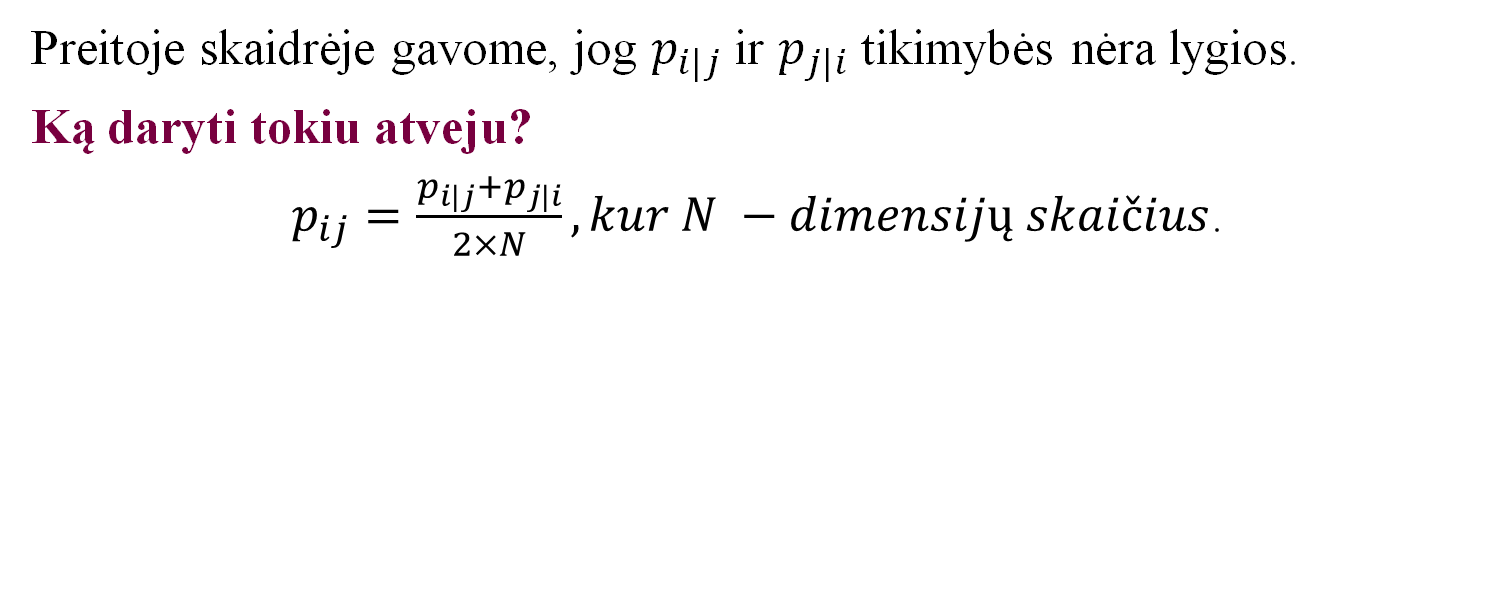 Preitoje skaidrėje gavome, jog p_{i|j} ir p_{j|i} tikimybės nėra lygios.
Ką daryti tokiu atveju?
p_{ij} = \frac{p_{i|j}+p_{j|i}}{2×N}, kur N − dimensijų skaičius.